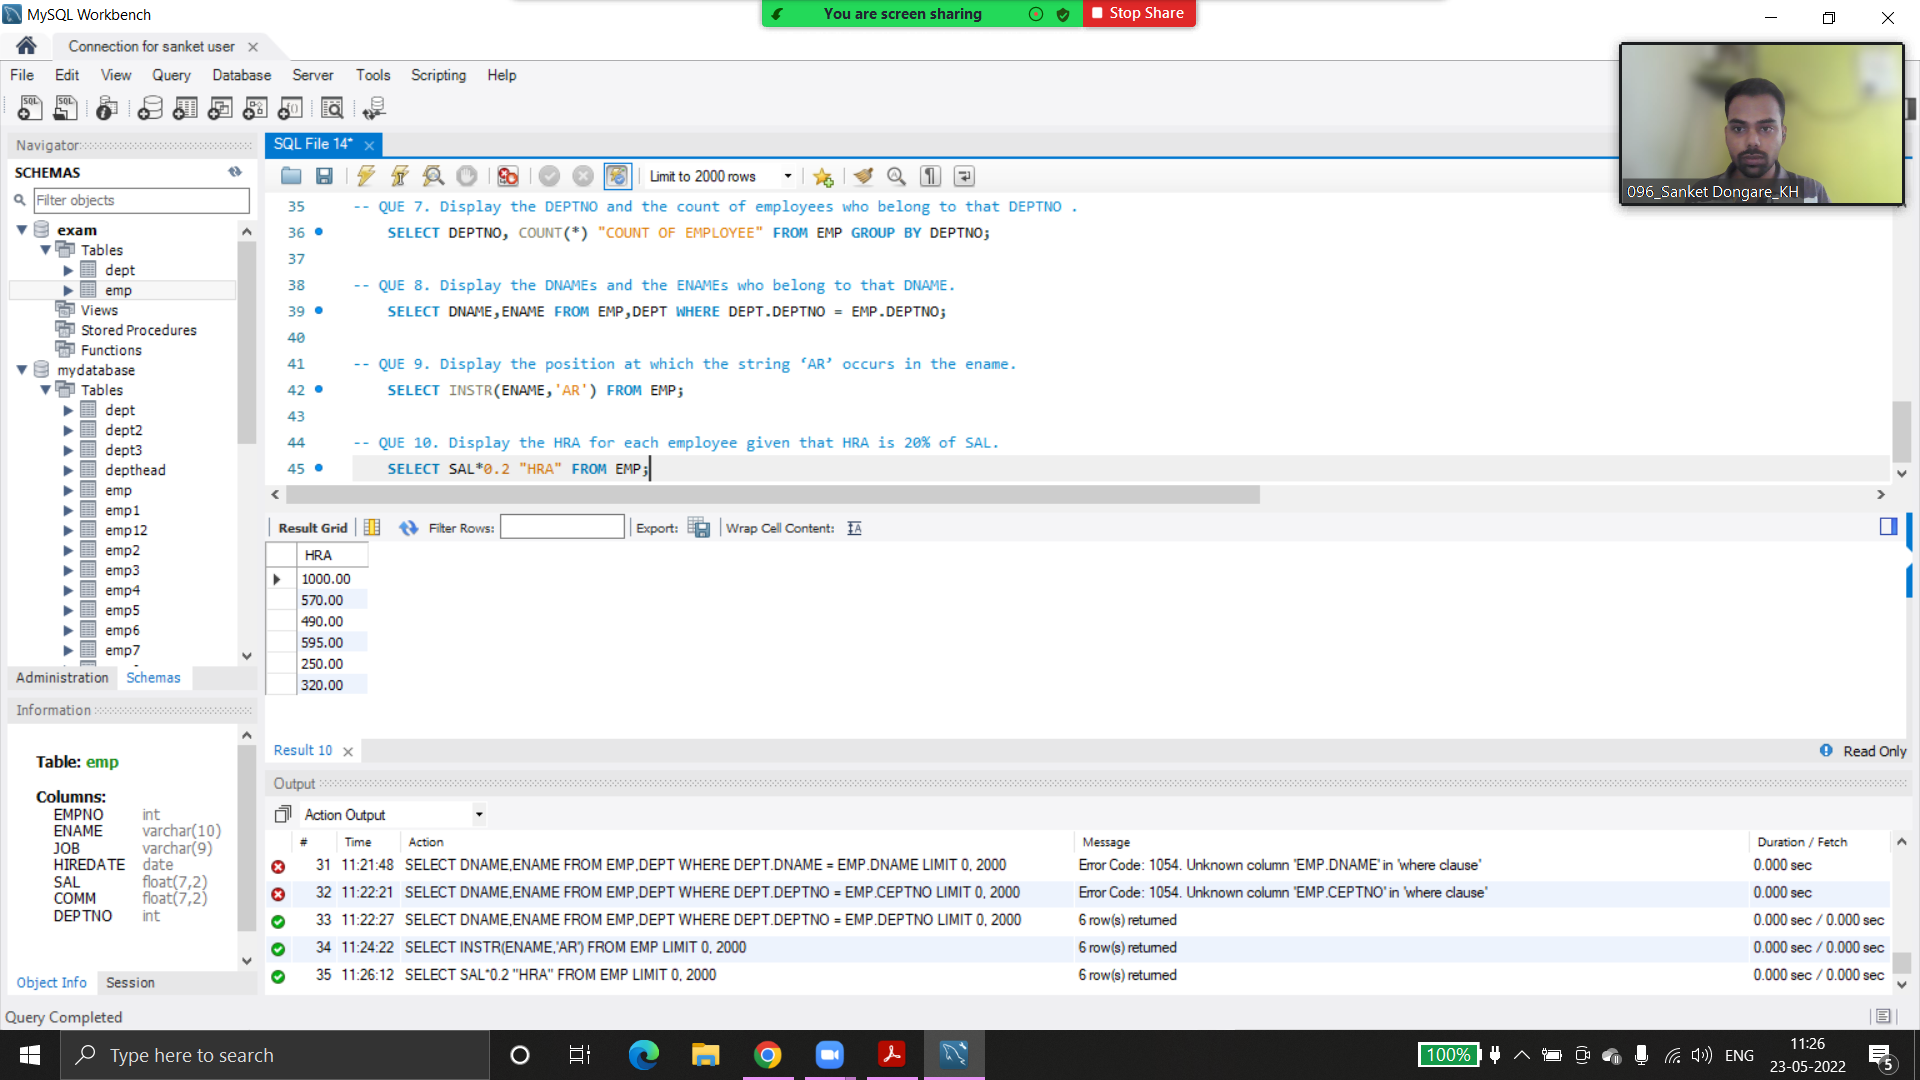 MySQL Workbench
You are screen sharing
Stop Share
Connection for sanket user
File Edit View Query Database Server Tools Scripting Help
Navigator
SCHEMAS
Filter objects
exam
Tables
dept
emp
Views
Stored Procedures
Functions
mydatabase
Tables
dept
dept2
dept3
depthead
emp
emp1
emp12
emp2
emp3
emp4
emp5
emp6
emp7
Administration Schemas
Information
Table: emp
Columns:
EMPNO int
ENAME varchar(10)
JOB varchar(9)
HIREDATE date
SAL float(7,2)
COMM float(7,2)
DEPTNO int
Object Info Session
Query Completed
SQL File 14*
Limit to 2000 rows
096_Sanket Dongare_KH
35 -- QUE 7. Display the DEPTNO and the count of employees who belong to that DEPTNO .
36 SELECT DEPTNO, COUNT(*) "COUNT OF EMPLOYEE" FROM EMP GROUP BY DEPTNO;
37
38 -- QUE 8. Display the DNAMEs and the ENAMEs who belong to that DNAME.
39 SELECT DNAME,ENAME FROM EMP,DEPT WHERE DEPT.DEPTNO = EMP.DEPTNO;
40
41 -- QUE 9. Display the position at which the string ‘AR’ occurs in the ename.
42 SELECT INSTR(ENAME,'AR') FROM EMP;
43
44 -- QUE 10. Display the HRA for each employee given that HRA is 20% of SAL.
45 SELECT SAL*0.2 "HRA" FROM EMP;
Result Grid Filter Rows: Export: Wrap Cell Content:
HRA
1000.00
570.00
490.00
595.00
250.00
320.00
Result 10
Read Only
Output
Action Output
# Time Action Message Duration / Fetch
31 11:21:48 SELECT DNAME,ENAME FROM EMP,DEPT WHERE DEPT.DNAME = EMP.DNAME LIMIT 0, 2000 Error Code: 1054. Unknown column 'EMP.DNAME' in 'where clause' 0.000 sec
32 11:22:21 SELECT DNAME,ENAME FROM EMP,DEPT WHERE DEPT.DEPTNO = EMP.CEPTNO LIMIT 0, 2000 Error Code: 1054. Unknown column 'EMP.CEPTNO' in 'where clause' 0.000 sec
33 11:22:27 SELECT DNAME,ENAME FROM EMP,DEPT WHERE DEPT.DEPTNO = EMP.DEPTNO LIMIT 0, 2000 6 row(s) returned 0.000 sec / 0.000 sec
34 11:24:22 SELECT INSTR(ENAME,'AR') FROM EMP LIMIT 0, 2000 6 row(s) returned 0.000 sec / 0.000 sec
35 11:26:12 SELECT SAL*0.2 "HRA" FROM EMP LIMIT 0, 2000 6 row(s) returned 0.000 sec / 0.000 sec
Type here to search
100%
ENG
11:26
23-05-2022
5